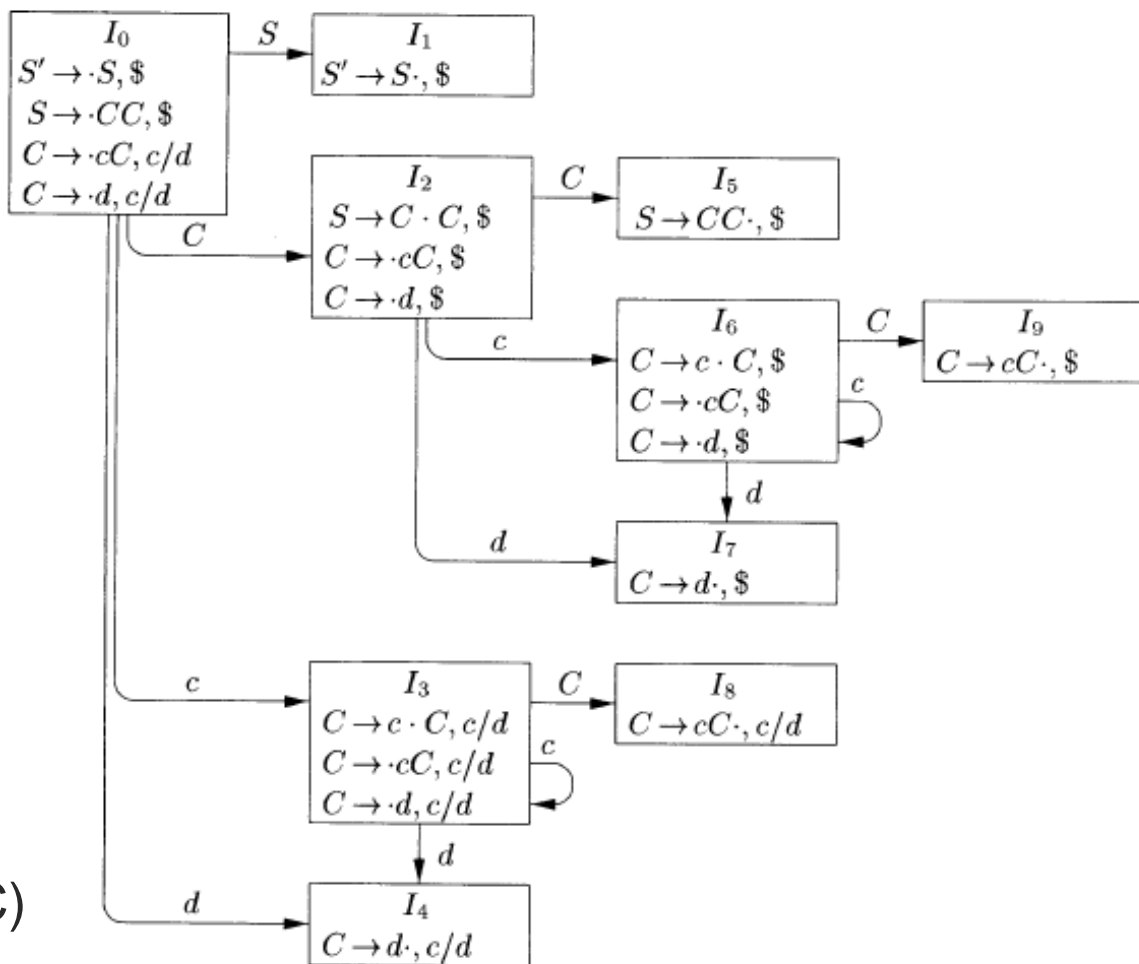 I₀
S' → ·S, $
S → ·CC, $
C → ·cC, c/d
C → ·d, c/d
S
I₁
S' → S·, $
C
I₂
S → C · C, $
C → ·cC, $
C → ·d, $
C
I₅
S → CC·, $
c
I₆
C → c · C, $
C → ·cC, $
C → ·d, $
C
I₉
C → cC·, $
c
d
d
I₇
C → d·, $
c
I₃
C → c · C, c/d
C → ·cC, c/d
C → ·d, c/d
C
I₈
C → cC·, c/d
c
d
d
I₄
C → d·, c/d
C)